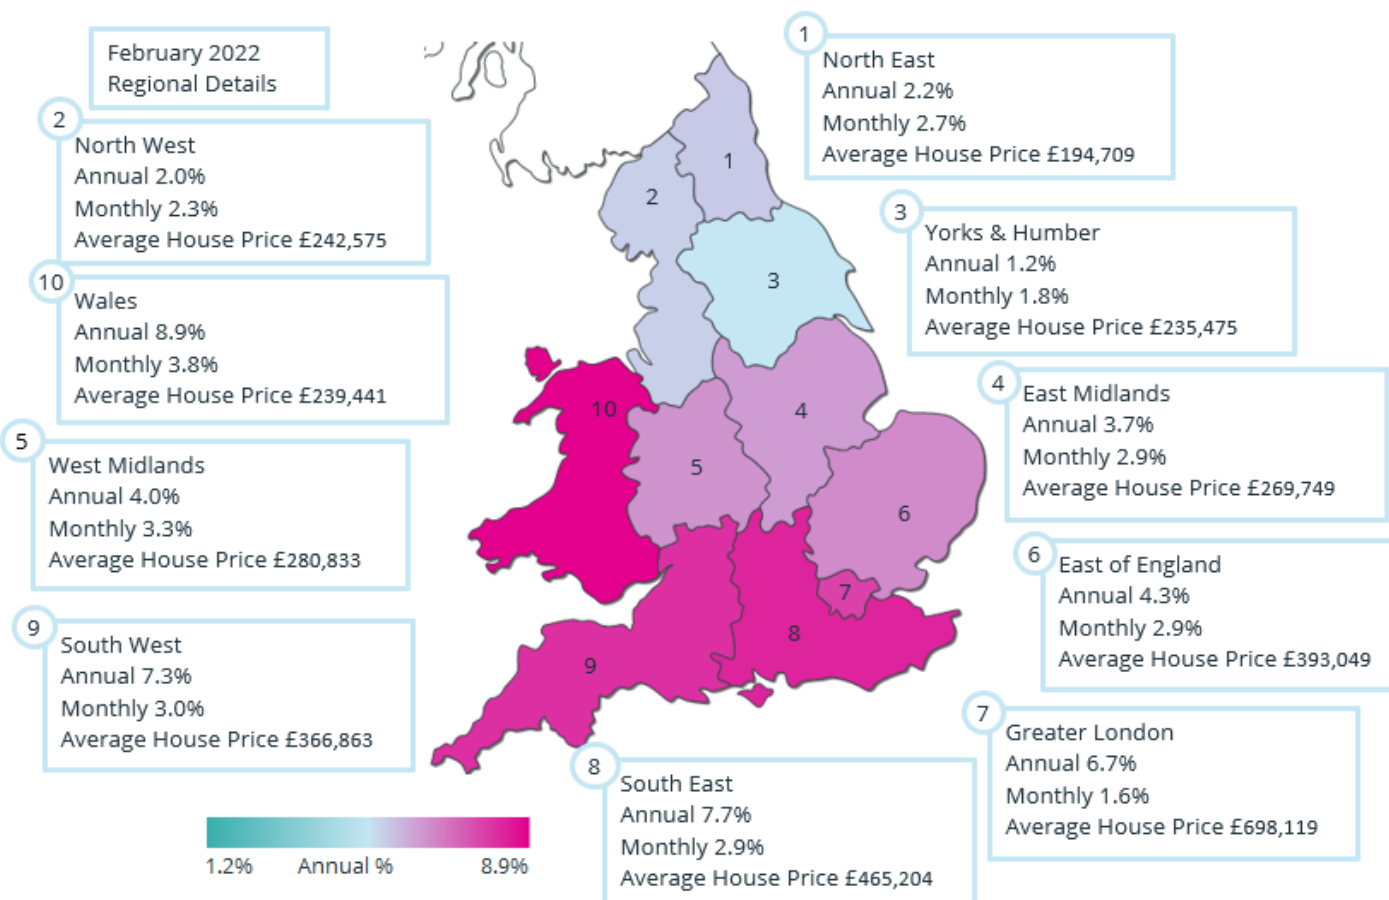 February 2022
Regional Details
1
North East
Annual 2.2%
Monthly 2.7%
Average House Price £194,709
2
North West
Annual 2.0%
Monthly 2.3%
Average House Price £242,575
3
Yorks & Humber
Annual 1.2%
Monthly 1.8%
Average House Price £235,475
10
Wales
Annual 8.9%
Monthly 3.8%
Average House Price £239,441
4
East Midlands
Annual 3.7%
Monthly 2.9%
Average House Price £269,749
5
West Midlands
Annual 4.0%
Monthly 3.3%
Average House Price £280,833
6
East of England
Annual 4.3%
Monthly 2.9%
Average House Price £393,049
9
South West
Annual 7.3%
Monthly 3.0%
Average House Price £366,863
7
Greater London
Annual 6.7%
Monthly 1.6%
Average House Price £698,119
8
South East
Annual 7.7%
Monthly 2.9%
Average House Price £465,204
1
2
3
10
4
5
6
7
8
9
1.2% Annual % 8.9%